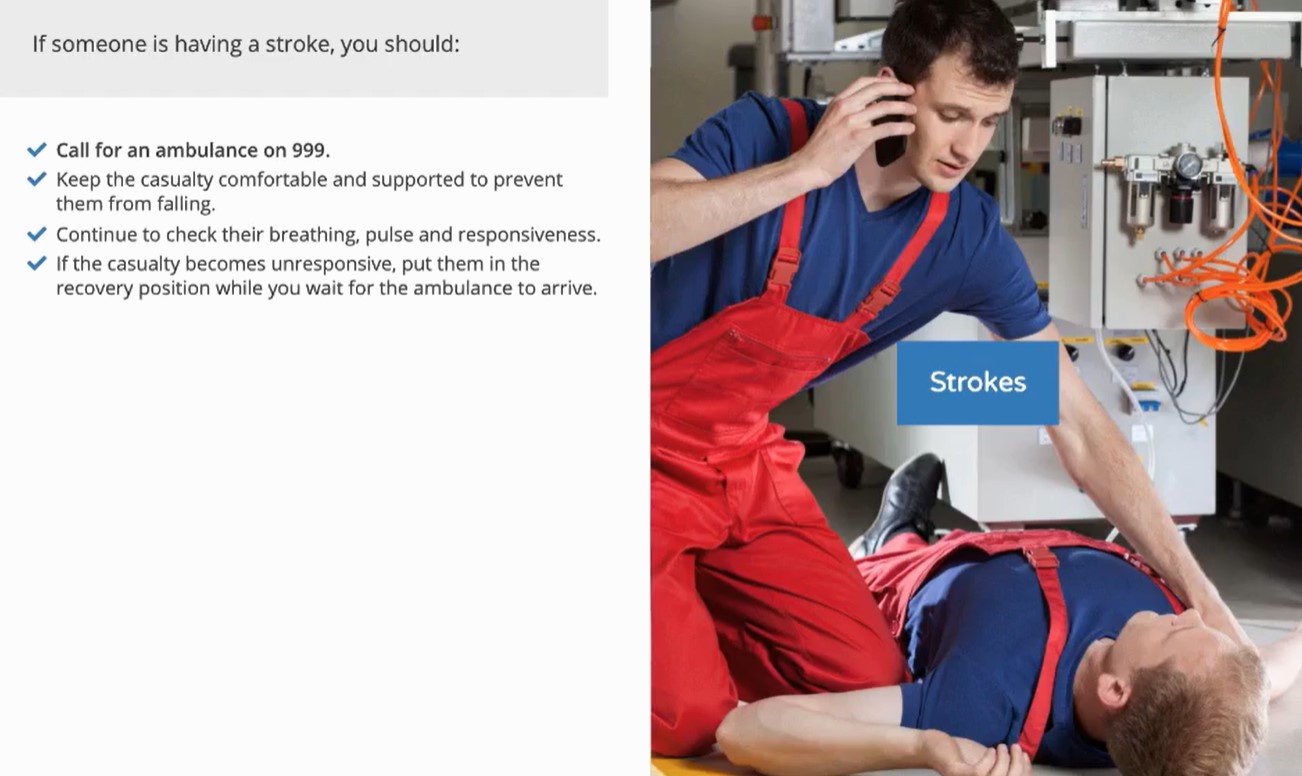 If someone is having a stroke, you should:
Call for an ambulance on 999.
Keep the casualty comfortable and supported to prevent
them from falling.
Continue to check their breathing, pulse and responsiveness.
If the casualty becomes unresponsive, put them in the
recovery position while you wait for the ambulance to arrive.
Strokes